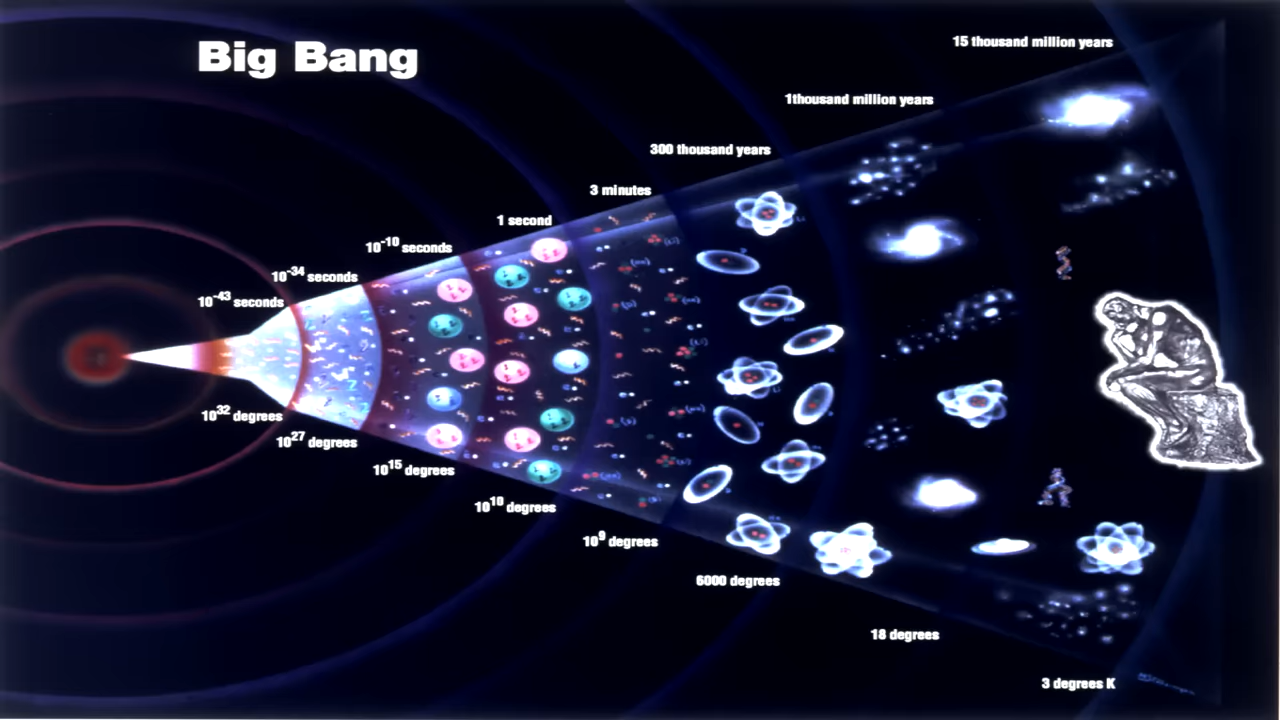 Big Bang
15 thousand million years
1thousand million years
300 thousand years
3 minutes
1 second
10-10 seconds
10-34 seconds
10-43 seconds
1032 degrees
1027 degrees
1015 degrees
1010 degrees
109 degrees
6000 degrees
18 degrees
3 degrees K